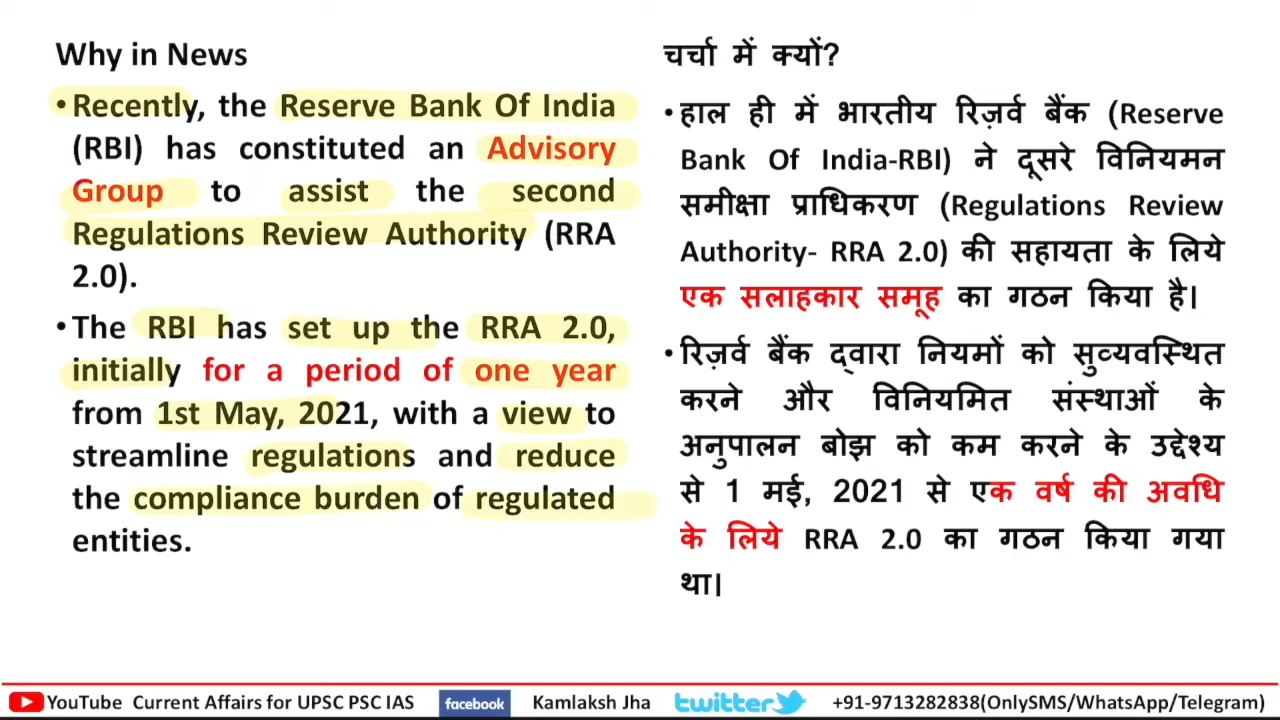 Why in News
• Recently, the Reserve Bank Of India
(RBI) has constituted an Advisory
Group to assist the second
Regulations Review Authority (RRA
2.0).
• The RBI has set up the RRA 2.0,
initially for a period of one year
from 1st May, 2021, with a view to
streamline regulations and reduce
the compliance burden of regulated
entities.
चर्चा में क्यों?
• हाल ही में भारतीय रिज़र्व बैंक (Reserve
Bank Of India-RBI) ने दूसरे विनियमन
समीक्षा प्राधिकरण (Regulations Review
Authority- RRA 2.0) की सहायता के लिये
एक सलाहकार समूह का गठन किया है।
• रिज़र्व बैंक द्वारा नियमों को सुव्यवस्थित
करने और विनियमित संस्थाओं के
अनुपालन बोझ को कम करने के उद्देश्य
से 1 मई, 2021 से एक वर्ष की अवधि
के लिये RRA 2.0 का गठन किया गया
था।
YouTube Current Affairs for UPSC PSC IAS facebook Kamlaksh Jha twitter +91-9713282838(OnlySMS/WhatsApp/Telegram)